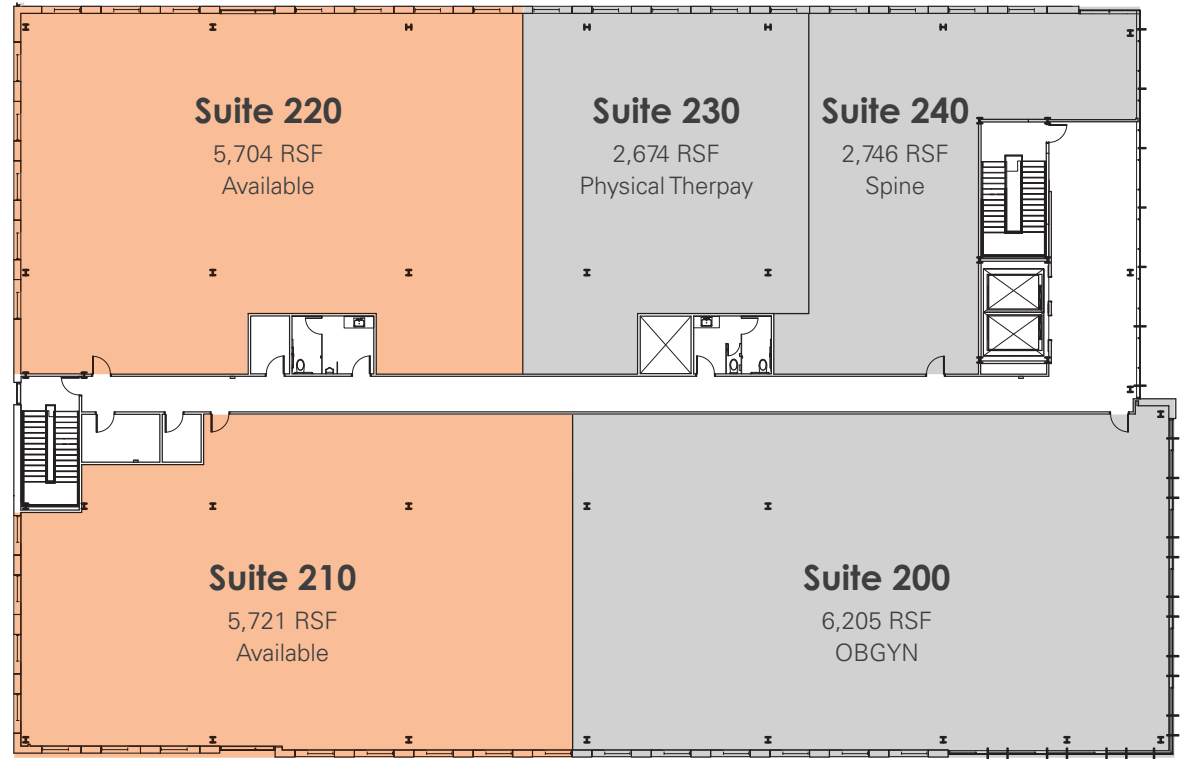 Suite 220
5,704 RSF
Available
Suite 230
2,674 RSF
Physical Therpay
Suite 240
2,746 RSF
Spine
Suite 210
5,721 RSF
Available
Suite 200
6,205 RSF
OBGYN